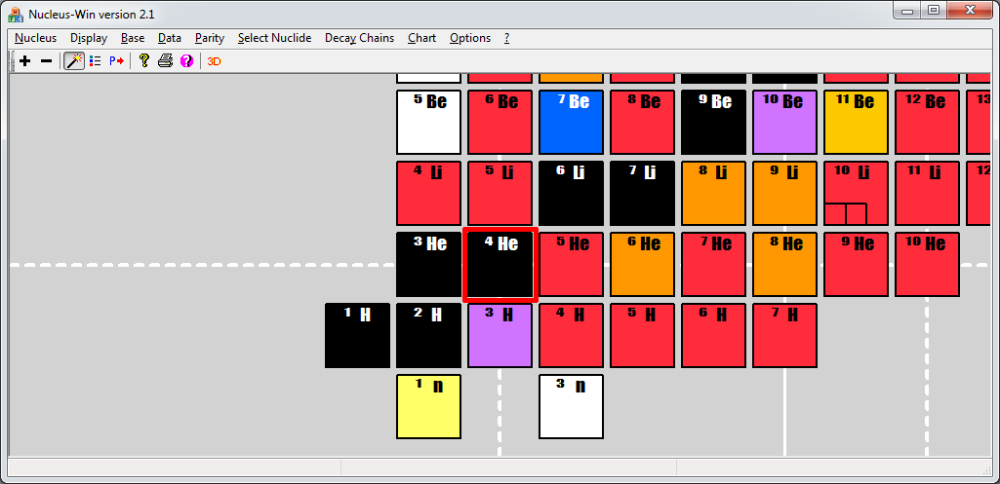 Nucleus-Win version 2.1
Nucleus Display Base Data Parity Select Nuclide Decay Chains Chart Options ?
P ? ? 3D
5 Be 6 Be 7 Be 8 Be 9 Be 10 Be 11 Be 12 Be 13
4 Li 5 Li 6 Li 7 Li 8 Li 9 Li 10 Li 11 Li 12
3 He 4 He 5 He 6 He 7 He 8 He 9 He 10 He
1 H 2 H 3 H 4 H 5 H 6 H 7 H
1 n 3 n